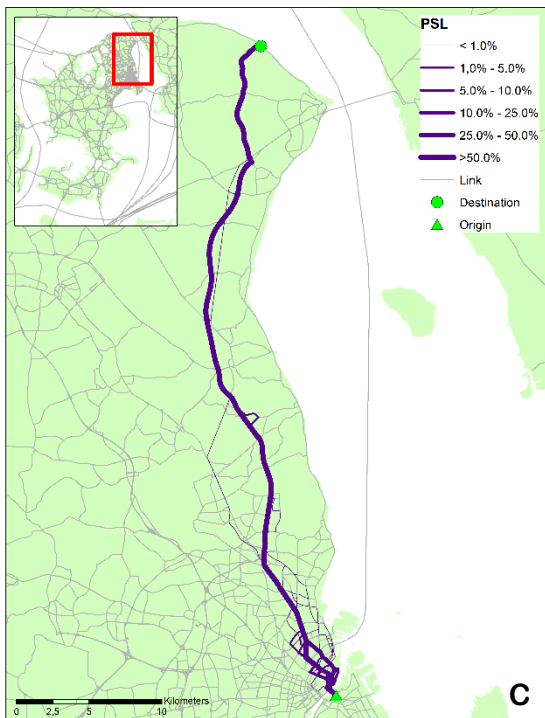 PSL
< 1.0%
1,0% - 5.0%
5.0% - 10.0%
10.0% - 25.0%
25.0% - 50.0%
>50.0%
Link
Destination
Origin
Kilometers
0 2,5 5 10
C